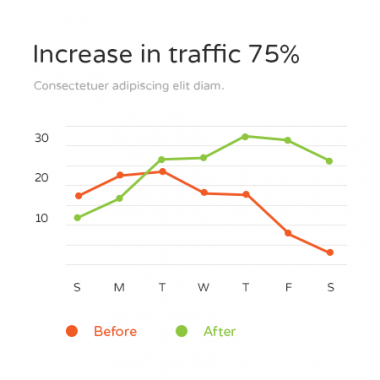 Increase in traffic 75%
Consectetuer adipiscing elit diam.
30
20
10
S M T W T F S
Before After